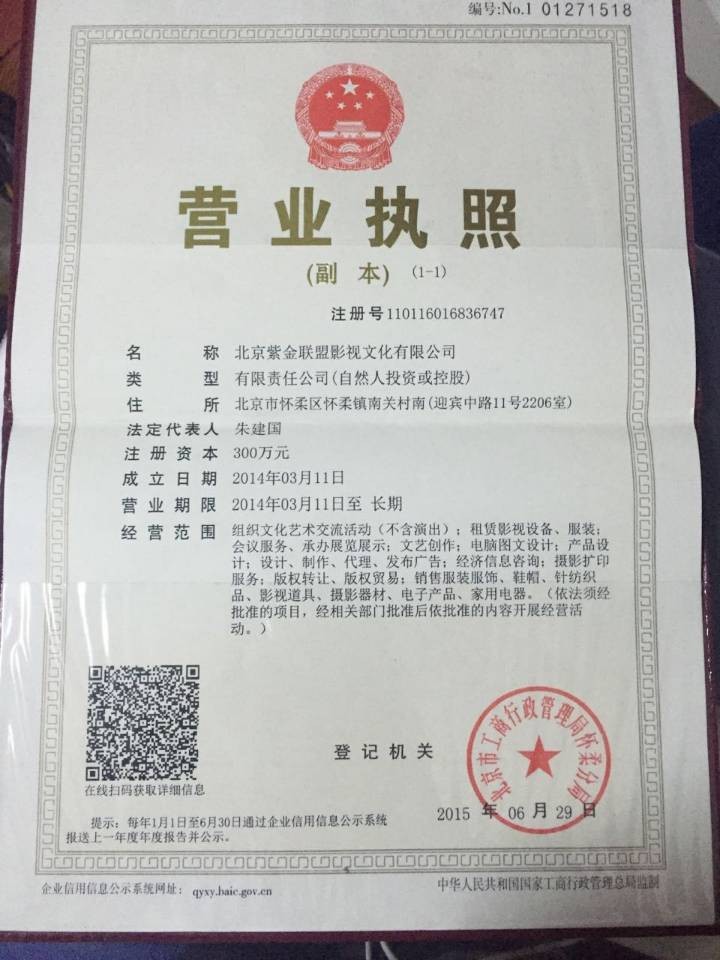 编号:No.1 01271518
营业执照
(副 本) (1-1)
注册号110116016836747
名 称 北京紫金联盟影视文化有限公司
类 型 有限责任公司(自然人投资或控股)
住 所 北京市怀柔区怀柔镇南关村南(迎宾中路11号2206室)
法定代表人 朱建国
注册资本 300万元
成立日期 2014年03月11日
营业期限 2014年03月11日至 长期
经营范围 组织文化艺术交流活动（不含演出）；租赁影视设备、服装；
会议服务、承办展览展示；文艺创作；电脑图文设计；产品设
计；设计、制作、代理、发布广告；经济信息咨询；摄影扩印
服务；版权转让、版权贸易；销售服装服饰、鞋帽、针纺织
品、影视道具、摄影器材、电子产品、家用电器。（依法须经
批准的项目，经相关部门批准后依批准的内容开展经营活
动。）
在线扫码获取详细信息
登记机关
北京市工商行政管理局怀柔分局
2015 年 06 月 29 日
提示：每年1月1日至6月30日通过企业信用信息公示系统
报送上一年度年度报告并公示。
企业信用信息公示系统网址： qyxy.baic.gov.cn
中华人民共和国国家工商行政管理总局监制